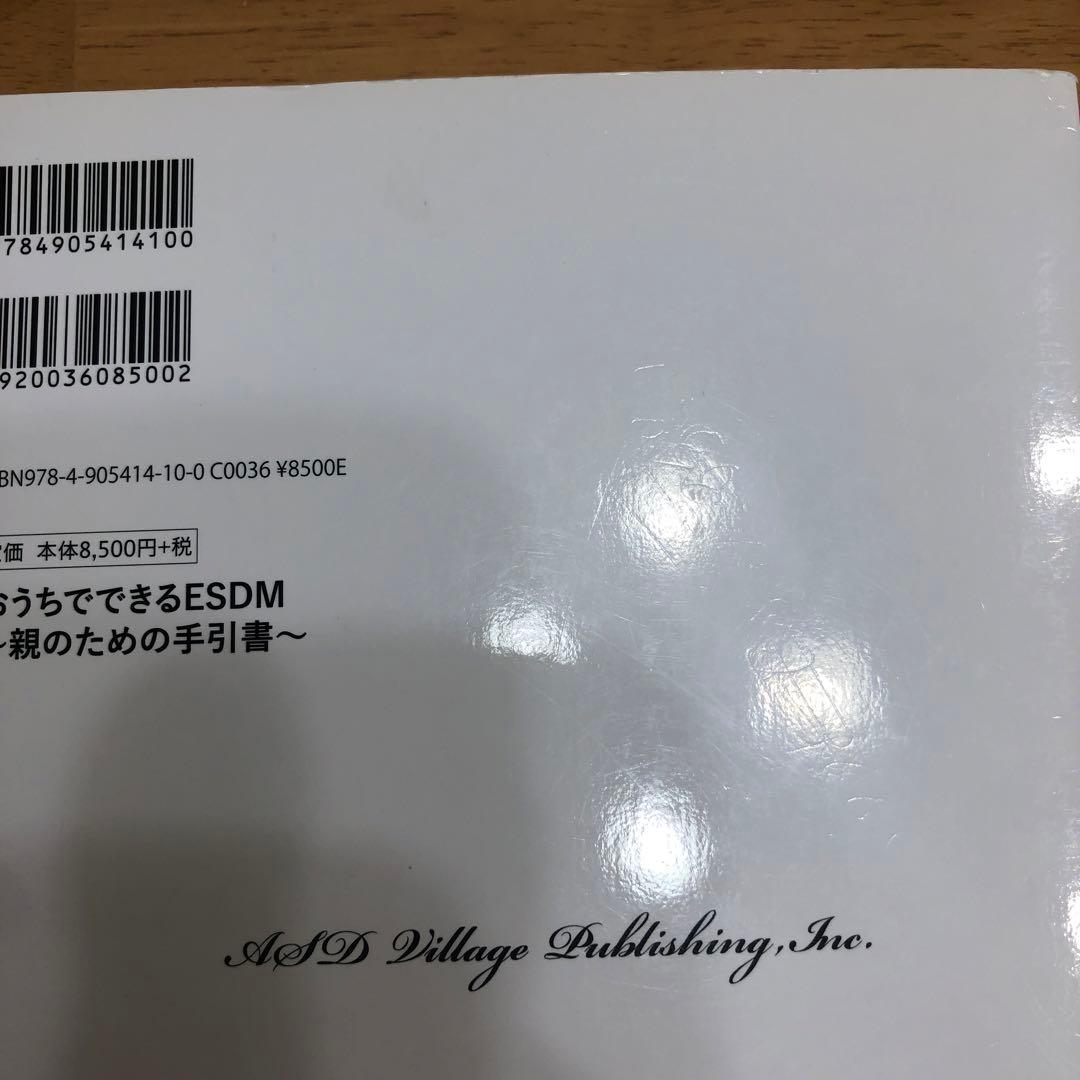 784905414100
920036085002
BN978-4-905414-10-0 C0036 ¥8500E
価 本体8,500円+税
おうちでできるESDM
～親のための手引書～
ASD Village Publishing,Inc.